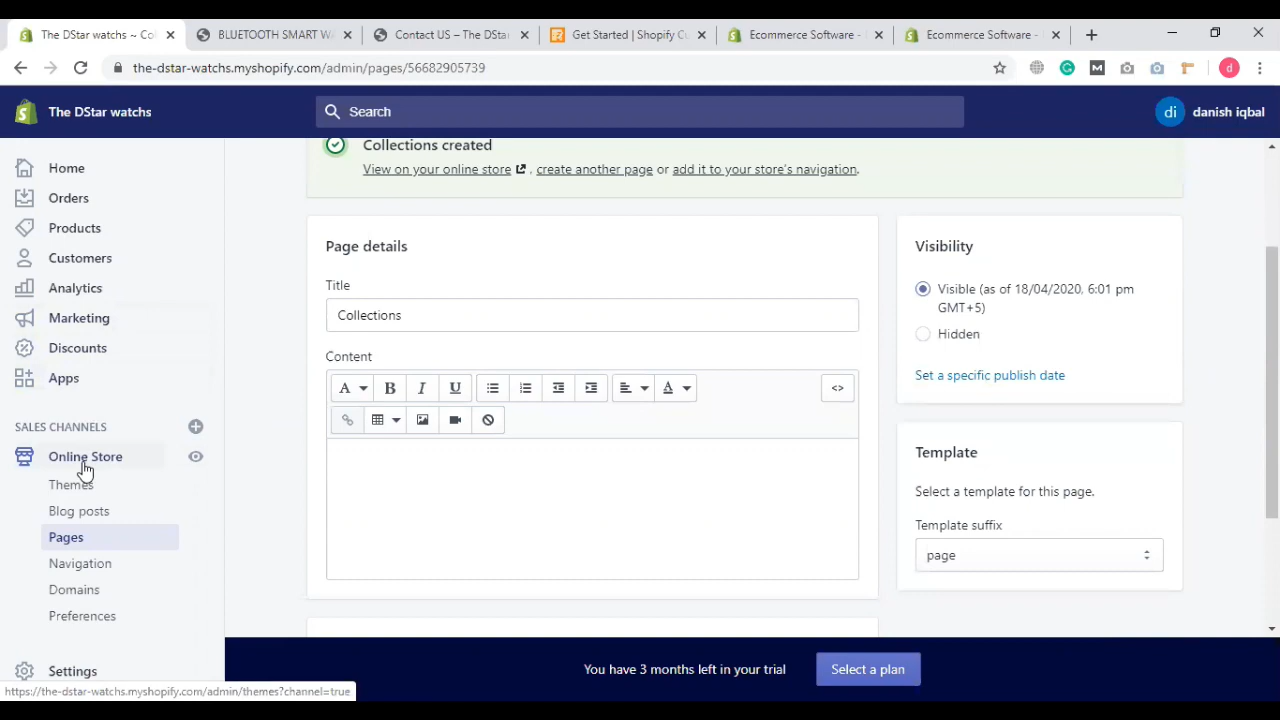 The DStar watchs ~ Co
BLUETOOTH SMART W
Contact US – The DSta
Get Started | Shopify Cu
Ecommerce Software -
Ecommerce Software -
the-dstar-watchs.myshopify.com/admin/pages/56682905739
d
The DStar watchs
Search
di
danish iqbal
Home
Orders
Products
Customers
Analytics
Marketing
Discounts
Apps
SALES CHANNELS
Online Store
Themes
Blog posts
Pages
Navigation
Domains
Preferences
Settings
https://the-dstar-watchs.myshopify.com/admin/themes?channel=true
Collections created
View on your online store , create another page or add it to your store's navigation.
Page details
Title
Collections
Content
A B I U A <>
Visibility
Visible (as of 18/04/2020, 6:01 pm
GMT+5)
Hidden
Set a specific publish date
Template
Select a template for this page.
Template suffix
page
You have 3 months left in your trial
Select a plan